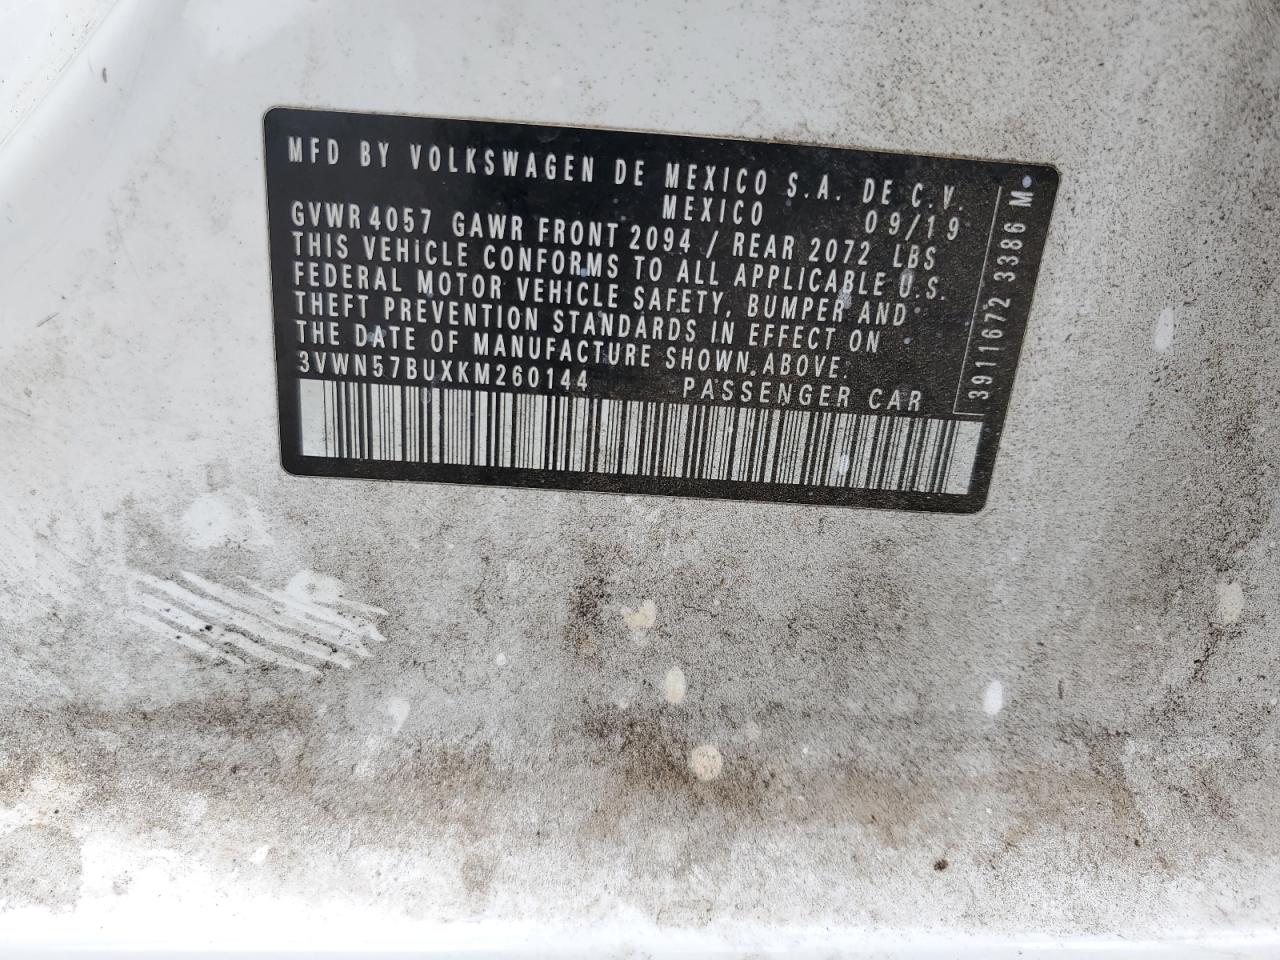 MFD BY VOLKSWAGEN DE MEXICO S.A. DE C.V.
MEXICO 09/19
GVWR 4057 GAWR FRONT 2094 / REAR 2072 LBS
THIS VEHICLE CONFORMS TO ALL APPLICABLE U.S.
FEDERAL MOTOR VEHICLE SAFETY, BUMPER AND
THEFT PREVENTION STANDARDS IN EFFECT ON
THE DATE OF MANUFACTURE SHOWN ABOVE.
3VWN57BUXKM260144 PASSENGER CAR
3911672 3386 M